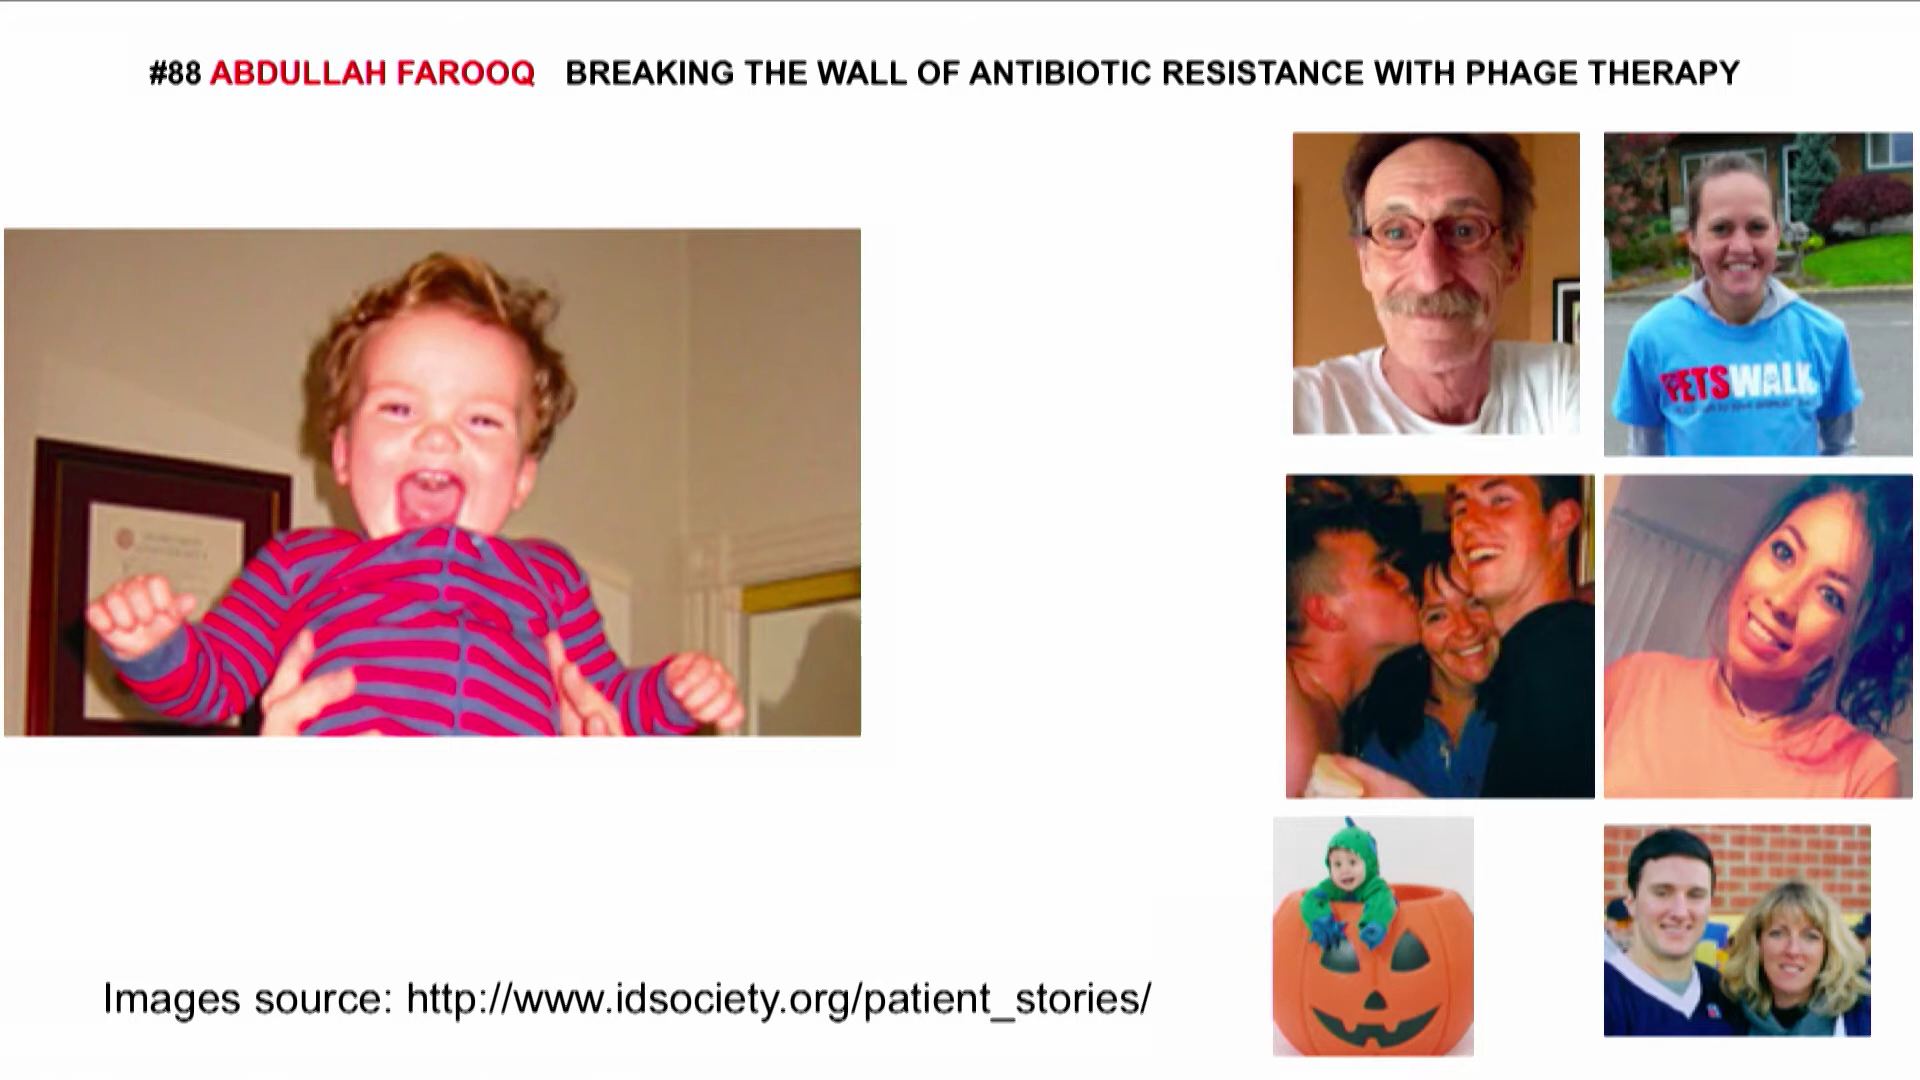 #88 ABDULLAH FAROOQ BREAKING THE WALL OF ANTIBIOTIC RESISTANCE WITH PHAGE THERAPY
PETSWALK
Images source: http://www.idsociety.org/patient_stories/